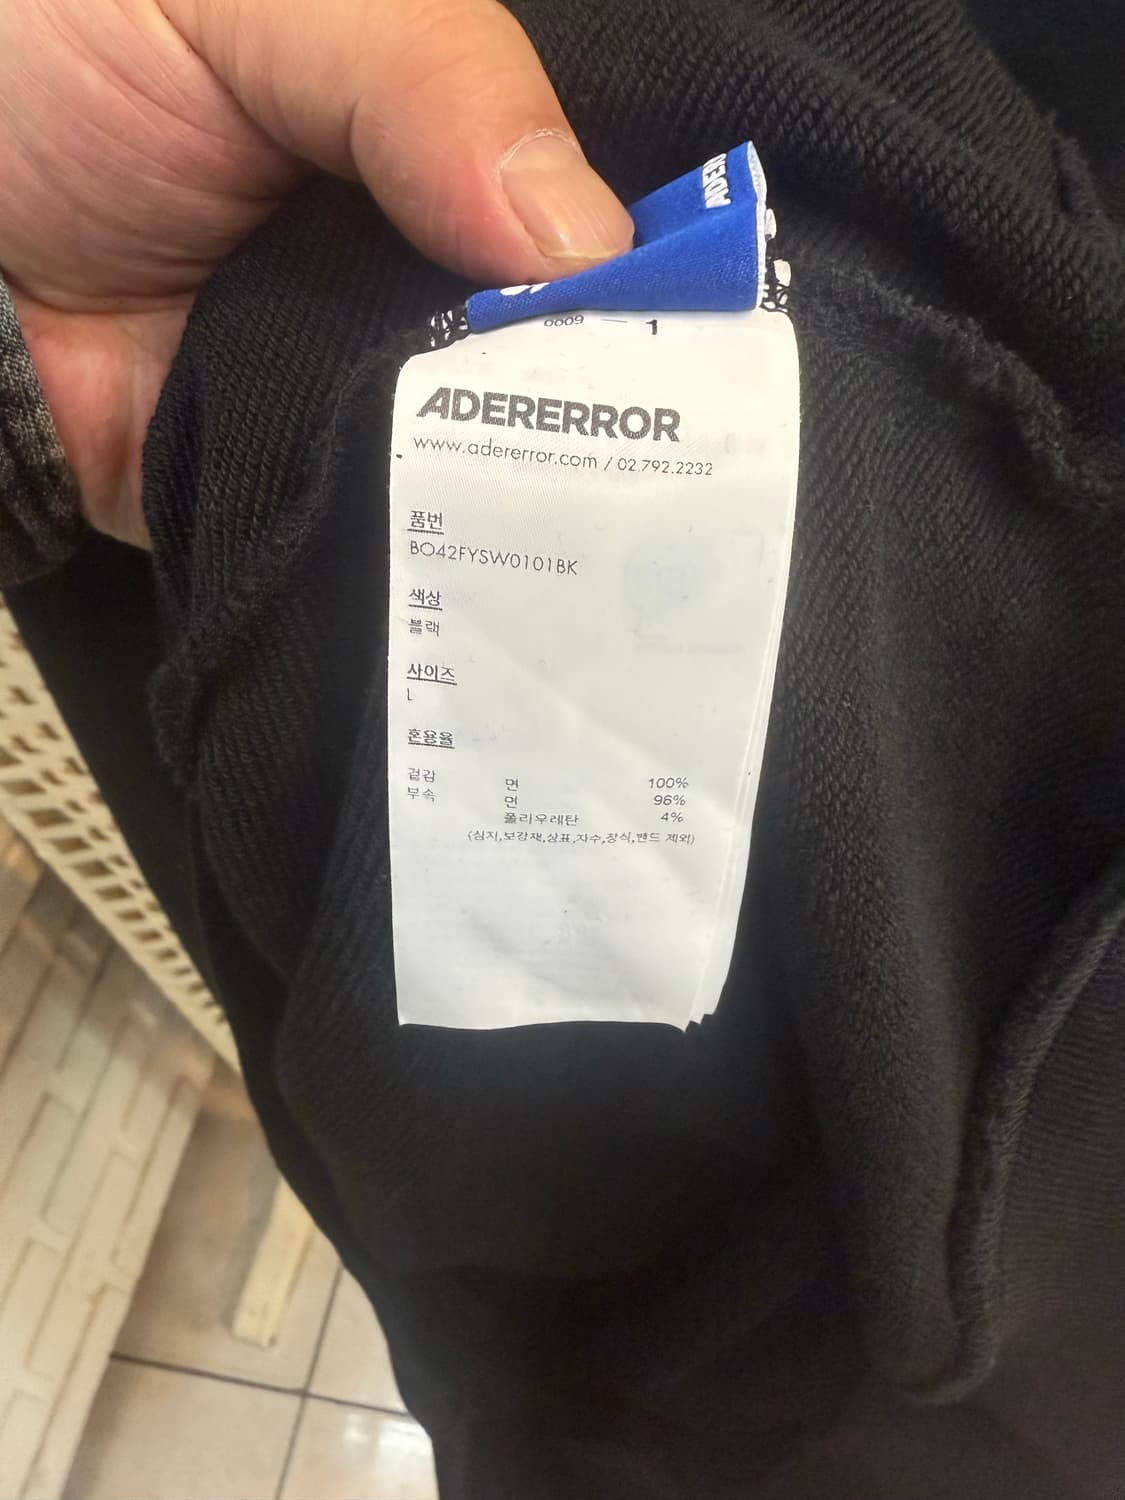 ADER
0009 — 1
ADERERROR
www.adererror.com / 02.792.2232
품번
BO42FYSW0101BK
색상
블랙
사이즈
L
혼용율
겉감 면 100%
부속 면 96%
폴리우레탄 4%
(심지,보강재,상표,자수,장식,밴드 제외)